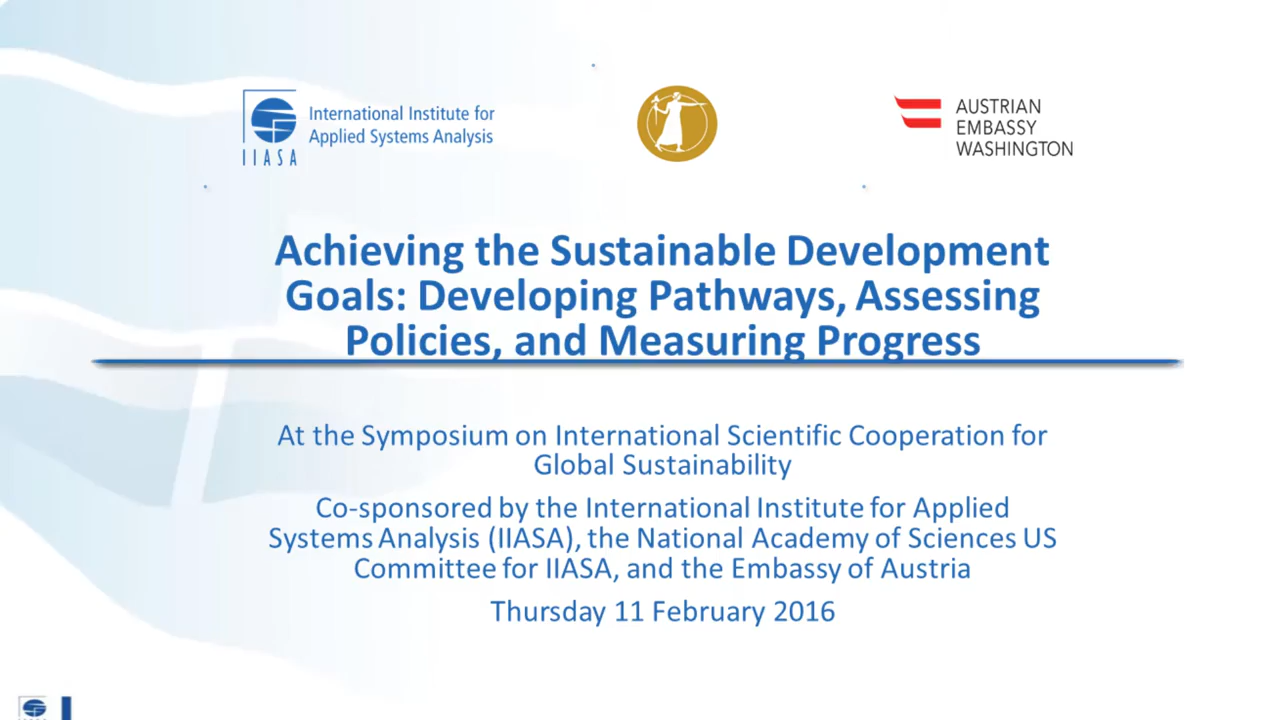 International Institute for
Applied Systems Analysis
IIASA
AUSTRIAN
EMBASSY
WASHINGTON
Achieving the Sustainable Development
Goals: Developing Pathways, Assessing
Policies, and Measuring Progress
At the Symposium on International Scientific Cooperation for
Global Sustainability
Co-sponsored by the International Institute for Applied
Systems Analysis (IIASA), the National Academy of Sciences US
Committee for IIASA, and the Embassy of Austria
Thursday 11 February 2016